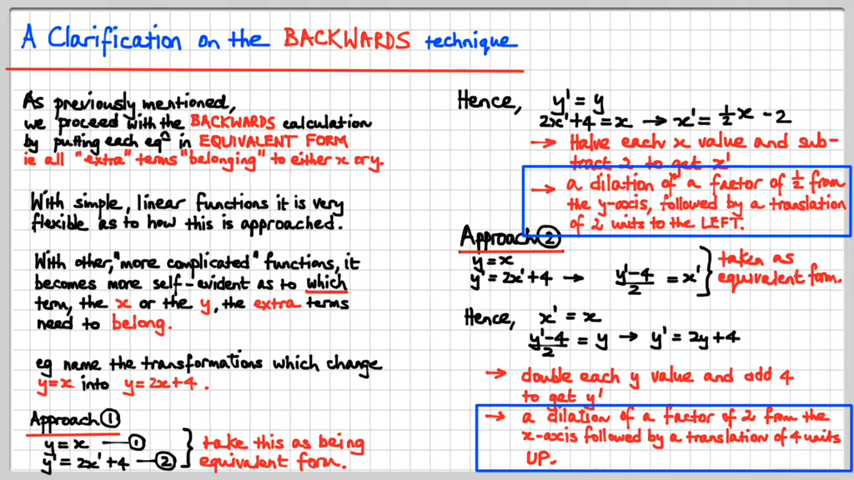 A Clarification on the BACKWARDS technique
As previously mentioned,
we proceed with the BACKWARDS calculation
by putting each eqⁿ in EQUIVALENT FORM
ie all "extra" terms "belonging" to either x or y.
With simple, linear functions it is very
flexible as to how this is approached.
With other, "more complicated" functions, it
becomes more self-evident as to which
term, the x or the y, the extra terms
need to belong.
eg name the transformations which change
y=x into y=2x+4.
Approach ①
y=x —①
y'=2x'+4 —②
take this as being
equivalent form.
Hence, y'=y
2x'+4=x → x'=½x-2
→ Halve each x value and sub-
tract 2 to get x'
→ a dilation of a factor of ½ from
the y-axis, followed by a translation
of 2 units to the LEFT.
Approach ②
y=x
y'=2x'+4 → (y'-4)/2 = x'
taken as
equivalent form.
Hence, x'=x
(y'-4)/2 = y → y'=2y+4
→ double each y value and add 4
to get y'
→ a dilation of a factor of 2 from the
x-axis followed by a translation of 4 units
UP.